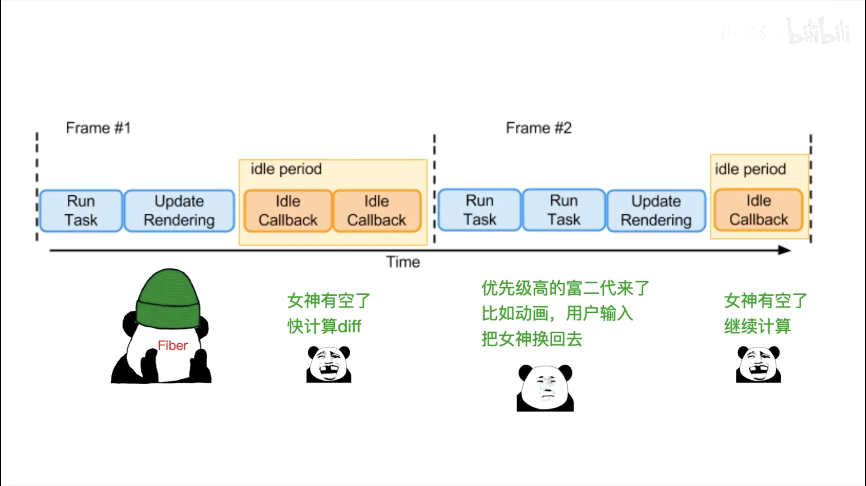 bilibili
Frame #1
Frame #2
idle period
idle period
Run
Task
Update
Rendering
Idle
Callback
Idle
Callback
Run
Task
Run
Task
Update
Rendering
Idle
Callback
Time
Fiber
女神有空了
快计算diff
优先级高的富二代来了
比如动画，用户输入
把女神换回去
女神有空了
继续计算